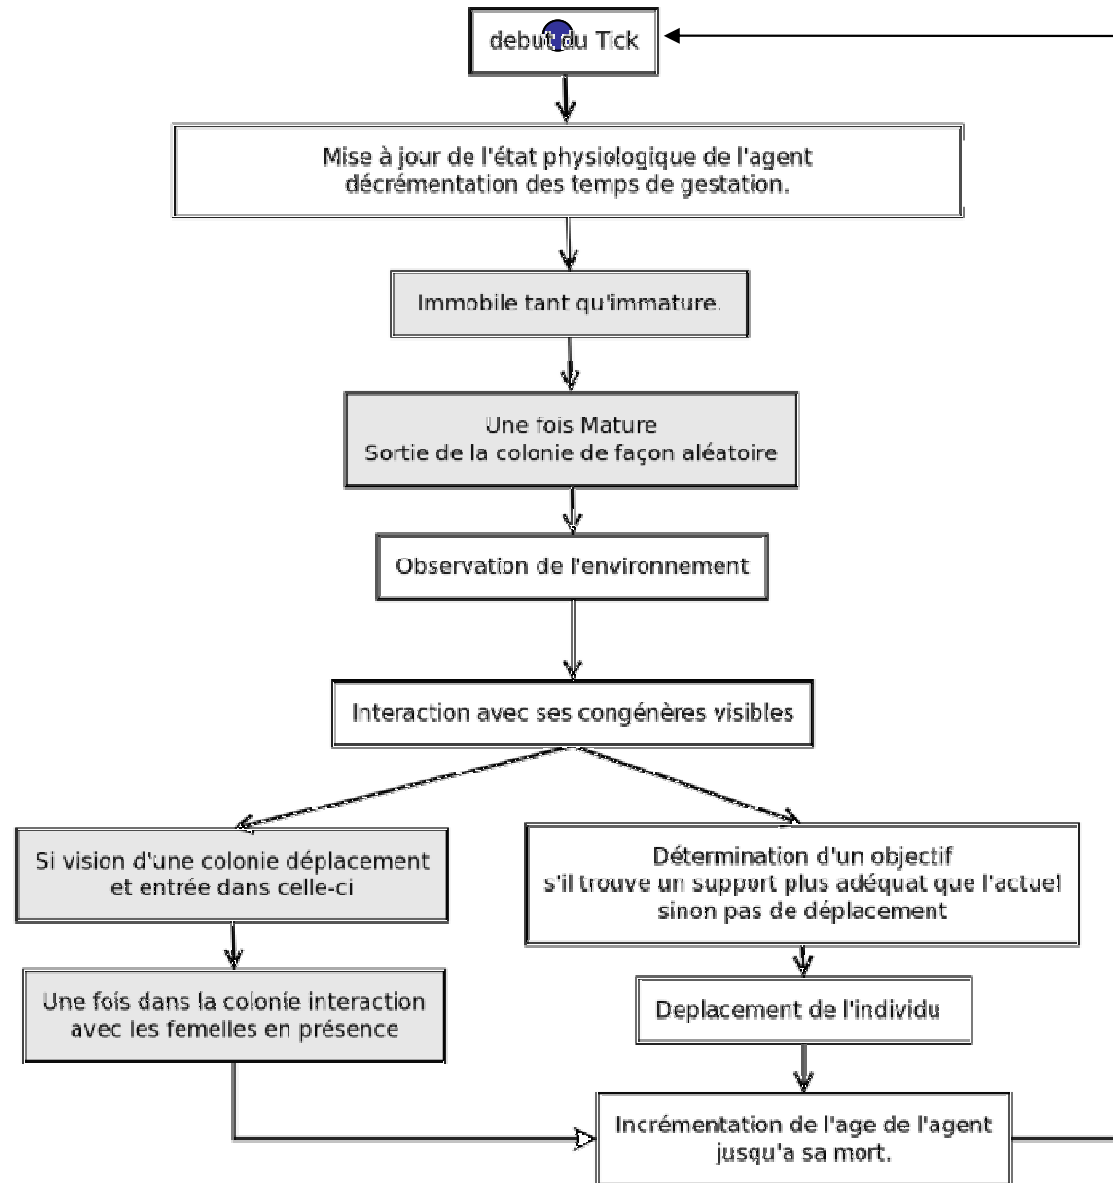 debut du Tick
Mise à jour de l'état physiologique de l'agent
décrémentation des temps de gestation.
Immobile tant qu'immature.
Une fois Mature
Sortie de la colonie de façon aléatoire
Observation de l'environnement
Interaction avec ses congénères visibles
Si vision d'une colonie déplacement
et entrée dans celle-ci
Détermination d'un objectif
s'il trouve un support plus adéquat que l'actuel
sinon pas de déplacement
Une fois dans la colonie interaction
avec les femelles en présence
Deplacement de l'individu
Incrémentation de l'age de l'agent
jusqu'a sa mort.